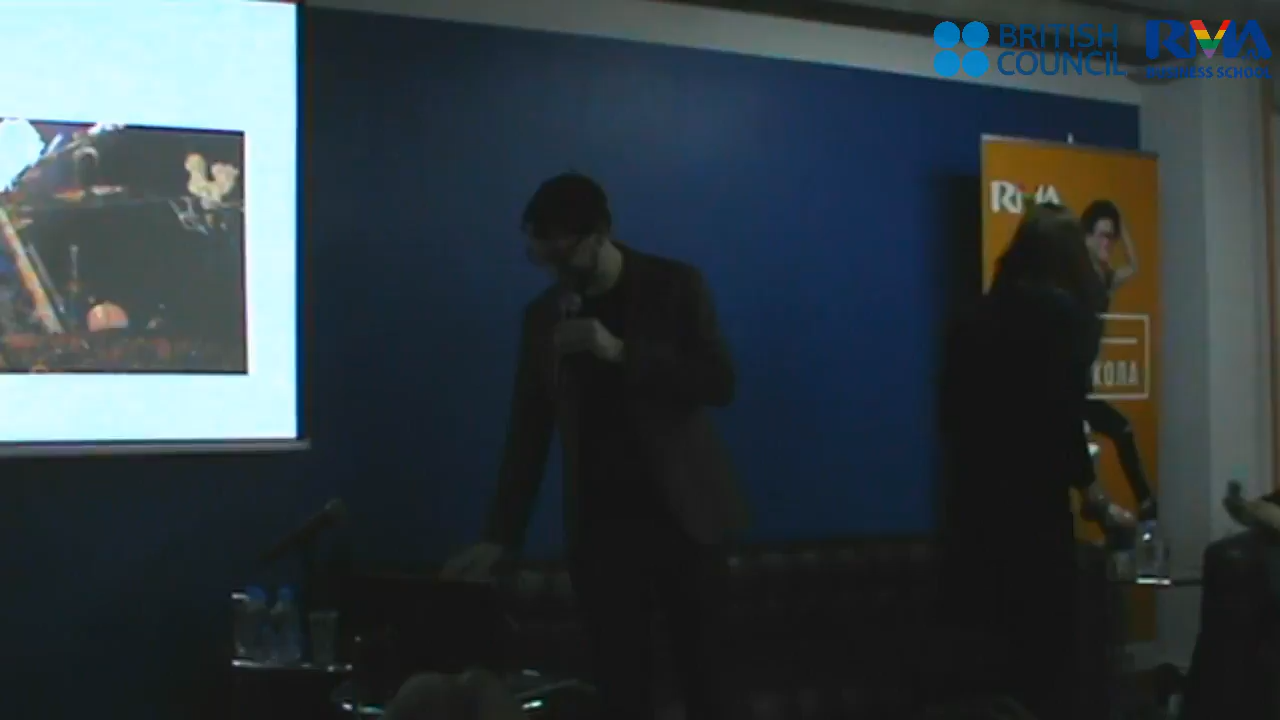 BRITISH
COUNCIL
RMA
BUSINESS SCHOOL
RMA
КОЛА